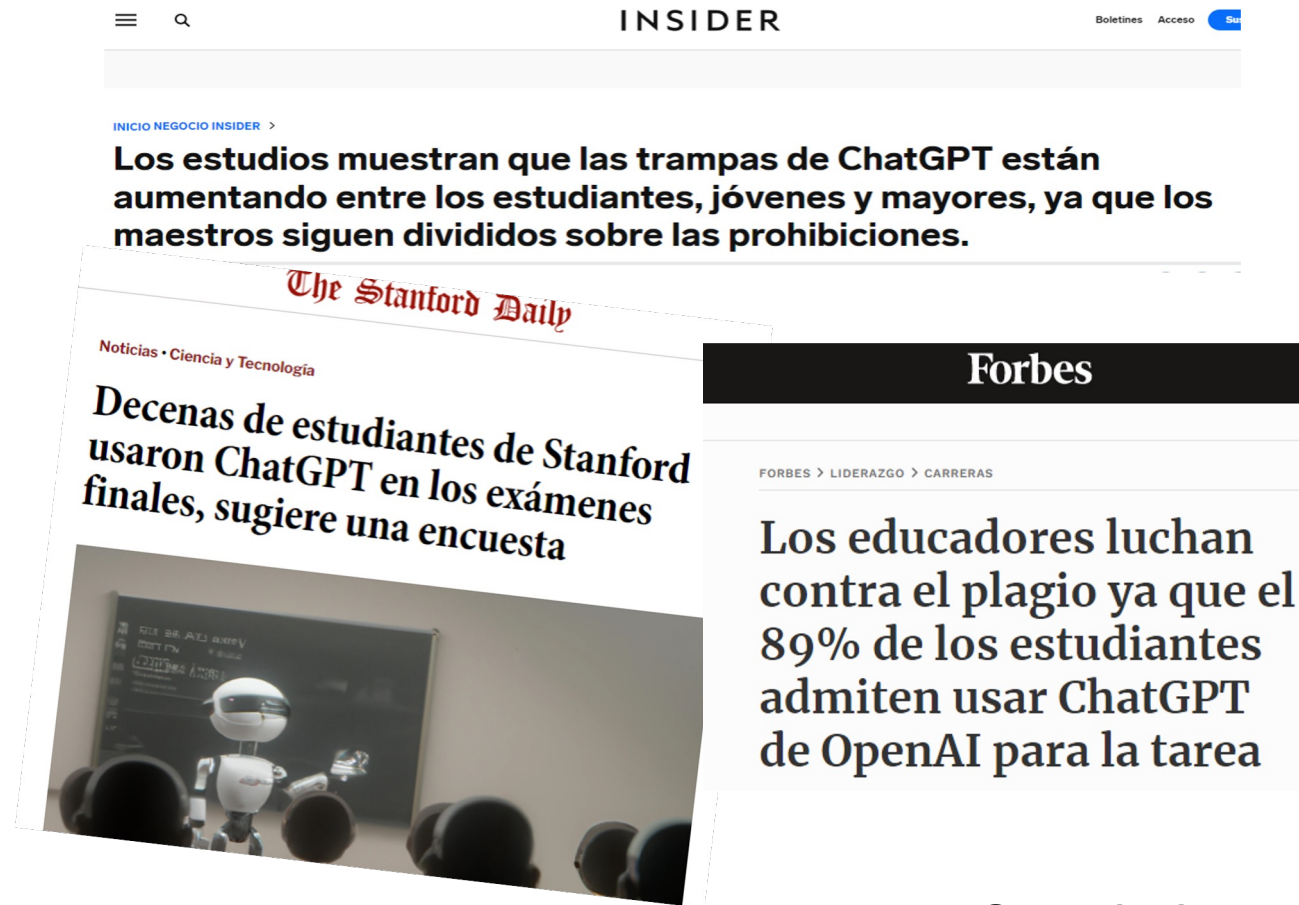 INSIDER
Boletines Acceso
INICIO NEGOCIO INSIDER >
Los estudios muestran que las trampas de ChatGPT están
aumentando entre los estudiantes, jóvenes y mayores, ya que los
maestros siguen divididos sobre las prohibiciones.
The Stanford Daily
Noticias • Ciencia y Tecnología
Decenas de estudiantes de Stanford
usaron ChatGPT en los exámenes
finales, sugiere una encuesta
Forbes
FORBES > LIDERAZGO > CARRERAS
Los educadores luchan
contra el plagio ya que el
89% de los estudiantes
admiten usar ChatGPT
de OpenAI para la tarea